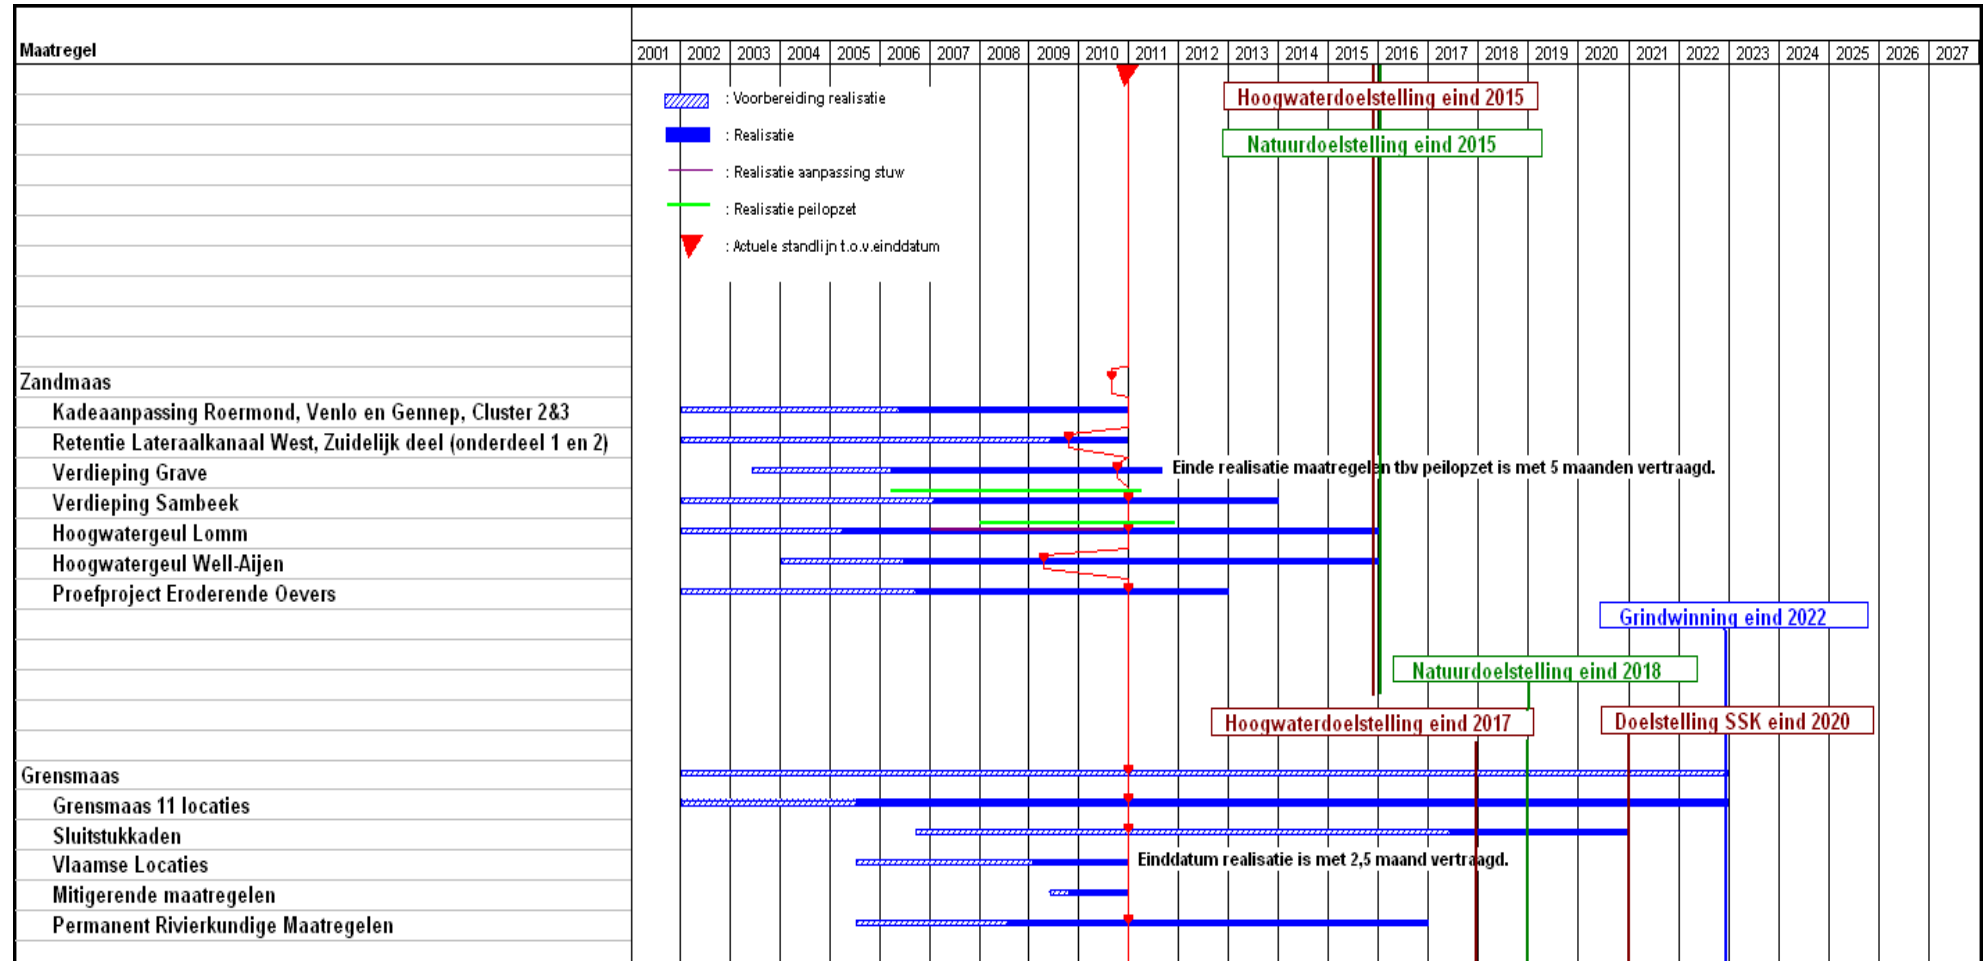 Maatregel
2001 2002 2003 2004 2005 2006 2007 2008 2009 2010 2011 2012 2013 2014 2015 2016 2017 2018 2019 2020 2021 2022 2023 2024 2025 2026 2027
: Voorbereiding realisatie
: Realisatie
: Realisatie aanpassing stuw
: Realisatie peilopzet
: Actuele standlijn t.o.v.einddatum
Hoogwaterdoelstelling eind 2015
Natuurdoelstelling eind 2015
Zandmaas
Kadeaanpassing Roermond, Venlo en Gennep, Cluster 2&3
Retentie Lateraalkanaal West, Zuidelijk deel (onderdeel 1 en 2)
Verdieping Grave
Einde realisatie maatregelen tbv peilopzet is met 5 maanden vertraagd.
Verdieping Sambeek
Hoogwatergeul Lomm
Hoogwatergeul Well-Aijen
Proefproject Eroderende Oevers
Grindwinning eind 2022
Natuurdoelstelling eind 2018
Hoogwaterdoelstelling eind 2017
Doelstelling SSK eind 2020
Grensmaas
Grensmaas 11 locaties
Sluitstukkaden
Vlaamse Locaties
Einddatum realisatie is met 2,5 maand vertraagd.
Mitigerende maatregelen
Permanent Rivierkundige Maatregelen